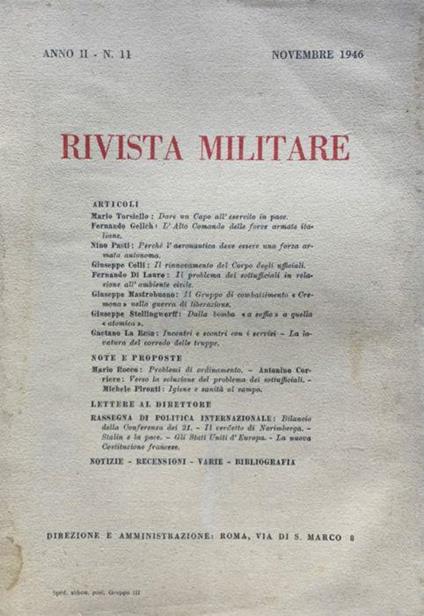 ANNO II - N. 11 NOVEMBRE 1946
RIVISTA MILITARE
ARTICOLI
Mario Torsiello: Dare un Capo all'esercito in pace.
Fernando Gelich: L'Alto Comando delle forze armate ita-
liane.
Nino Pasti: Perchè l'aeronautica deve essere una forza ar-
mata autonoma.
Giuseppe Colli: Il rinnovamento del Corpo degli ufficiali.
Fernando Di Lauro: Il problema dei sottufficiali in rela-
zione all'ambiente civile.
Giuseppe Mastrobuono: Il Gruppo di combattimento «Cre-
mona» nella guerra di liberazione.
Giuseppe Stellingwerff: Dalla bomba «a soffio» a quella
«atomica».
Gaetano La Rosa: Incontri e scontri con i servizi - La la-
vatura del corredo delle truppe.
NOTE E PROPOSTE
Mario Rocco: Problemi di ordinamento. - Antonino Cor-
riere: Verso la soluzione del problema dei sottufficiali. -
Michele Pironti: Igiene e sanità al campo.
LETTERE AL DIRETTORE
RASSEGNA DI POLITICA INTERNAZIONALE: Bilancio
della Conferenza dei 21. - Il verdetto di Norimberga. -
Stalin e la pace. - Gli Stati Uniti d'Europa. - La nuova
Costituzione francese.
NOTIZIE - RECENSIONI - VARIE - BIBLIOGRAFIA
DIREZIONE E AMMINISTRAZIONE: ROMA, VIA DI S. MARCO 8
Sped. abbon. post. Gruppo III